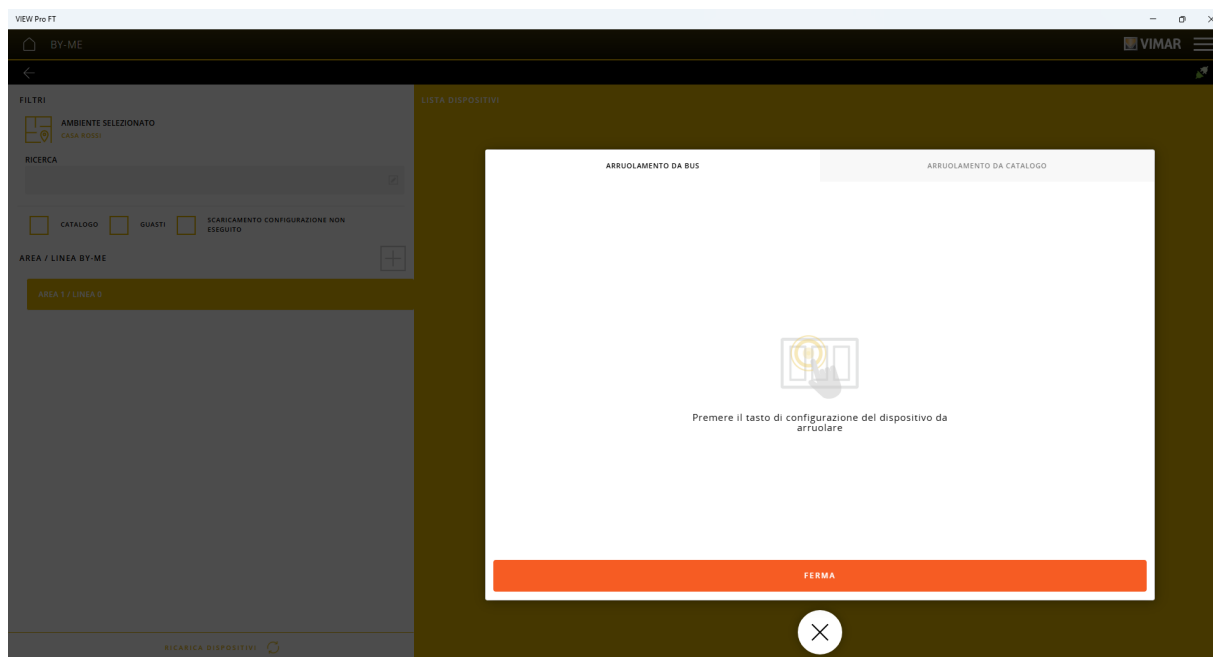 VIEW Pro FT
BY-ME
VIMAR
FILTRI
LISTA DISPOSITIVI
AMBIENTE SELEZIONATO
CASA ROSSI
RICERCA
ARRUOLAMENTO DA BUS
ARRUOLAMENTO DA CATALOGO
CATALOGO
GUASTI
SCARICAMENTO CONFIGURAZIONE NON
ESEGUITO
AREA / LINEA BY-ME
AREA 1 / LINEA 0
Premere il tasto di configurazione del dispositivo da
arruolare
FERMA
RICARICA DISPOSITIVI